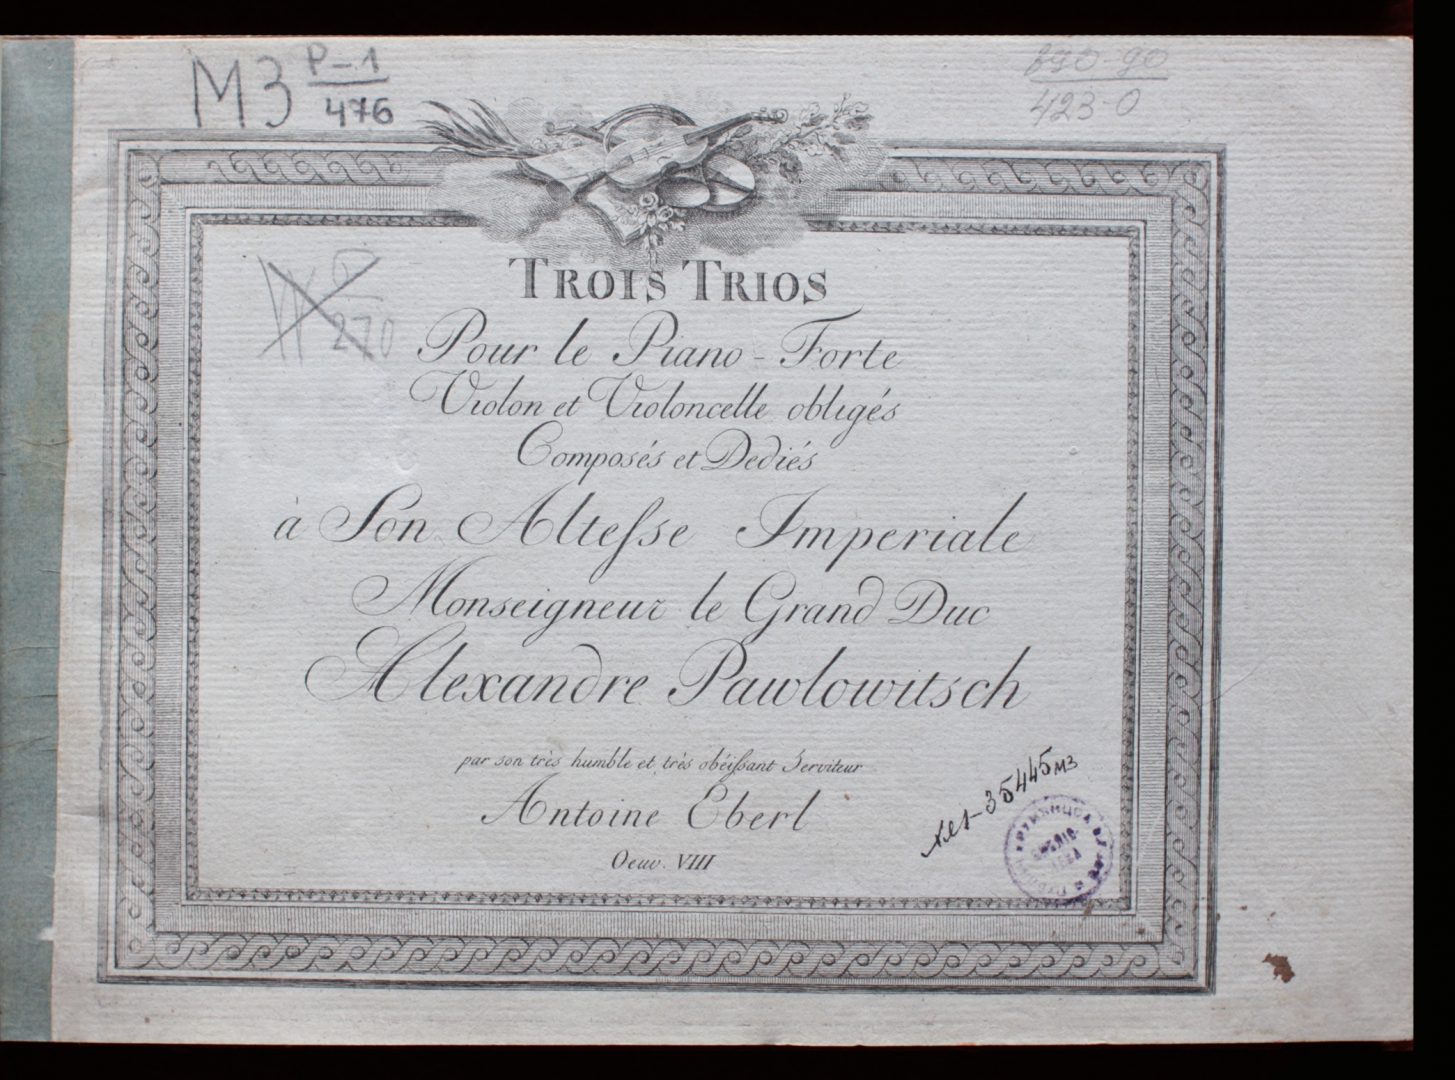 МЗ Р-1
476
890-90
423-0
270
TROIS TRIOS
Pour le Piano-Forte
Violon et Violoncelle obligés
Composés et Dediés
à Son Alteſse Imperiale
Monseigneur le Grand Duc
Alexandre Pawlowitsch
par son très humble et très obéiſsant Serviteur
Antoine Eberl
Oeuv. VIII
35445 МЗ